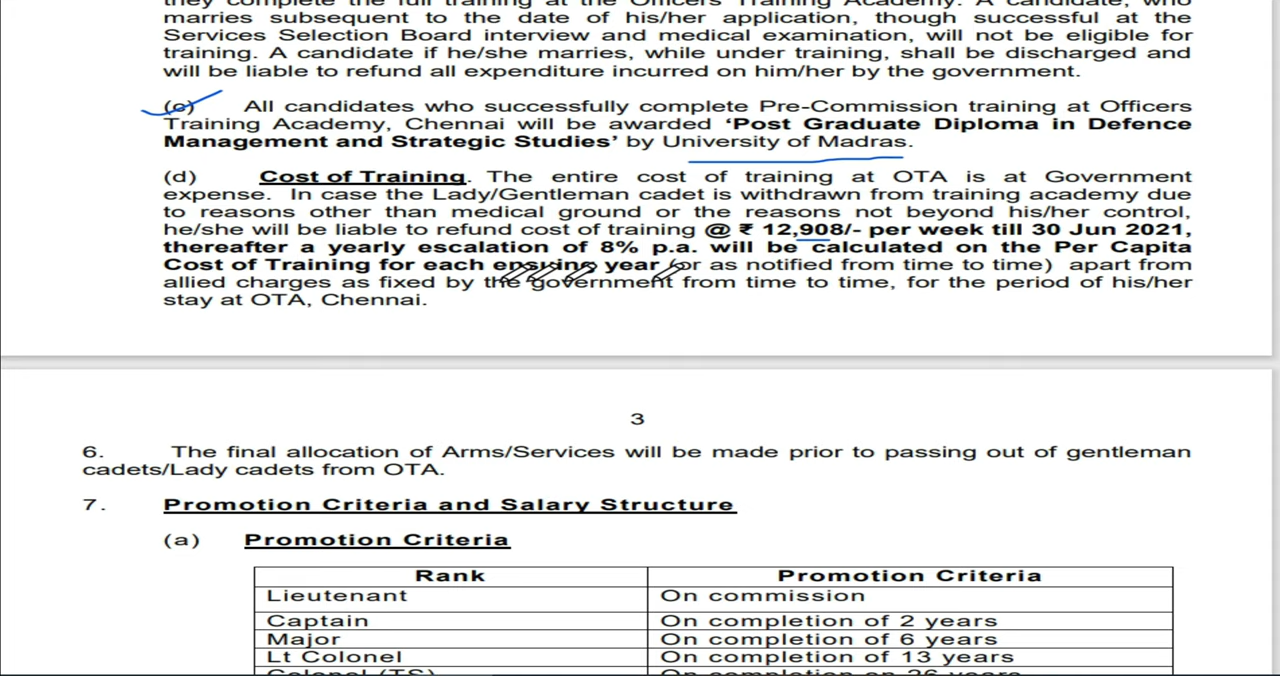 they complete the full training at the Officers Training Academy. A candidate, who
marries subsequent to the date of his/her application, though successful at the
Services Selection Board interview and medical examination, will not be eligible for
training. A candidate if he/she marries, while under training, shall be discharged and
will be liable to refund all expenditure incurred on him/her by the government.
(c) All candidates who successfully complete Pre-Commission training at Officers
Training Academy, Chennai will be awarded ‘Post Graduate Diploma in Defence
Management and Strategic Studies’ by University of Madras.
(d) Cost of Training. The entire cost of training at OTA is at Government
expense. In case the Lady/Gentleman cadet is withdrawn from training academy due
to reasons other than medical ground or the reasons not beyond his/her control,
he/she will be liable to refund cost of training @ ₹ 12,908/- per week till 30 Jun 2021,
thereafter a yearly escalation of 8% p.a. will be calculated on the Per Capita
Cost of Training for each ensuing year (or as notified from time to time) apart from
allied charges as fixed by the government from time to time, for the period of his/her
stay at OTA, Chennai.
3
6. The final allocation of Arms/Services will be made prior to passing out of gentleman
cadets/Lady cadets from OTA.
7. Promotion Criteria and Salary Structure
(a) Promotion Criteria
Rank Promotion Criteria
Lieutenant On commission
Captain On completion of 2 years
Major On completion of 6 years
Lt Colonel On completion of 13 years
Colonel (TS) On completion on 26 years